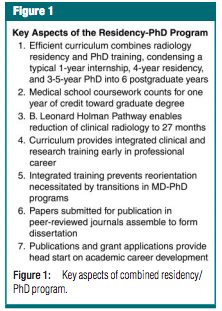 Figure 1
Key Aspects of the Residency-PhD Program
1. Efficient curriculum combines radiology
residency and PhD training, condensing a
typical 1-year internship, 4-year residency,
and 3-5-year PhD into 6 postgraduate years
2. Medical school coursework counts for one
year of credit toward graduate degree
3. B. Leonard Holman Pathway enables
reduction of clinical radiology to 27 months
4. Curriculum provides integrated clinical and
research training early in professional
career
5. Integrated training prevents reorientation
necessitated by transitions in MD-PhD
programs
6. Papers submitted for publication in
peer-reviewed journals assemble to form
dissertation
7. Publications and grant applications provide
head start on academic career development
Figure 1: Key aspects of combined residency/
PhD program.